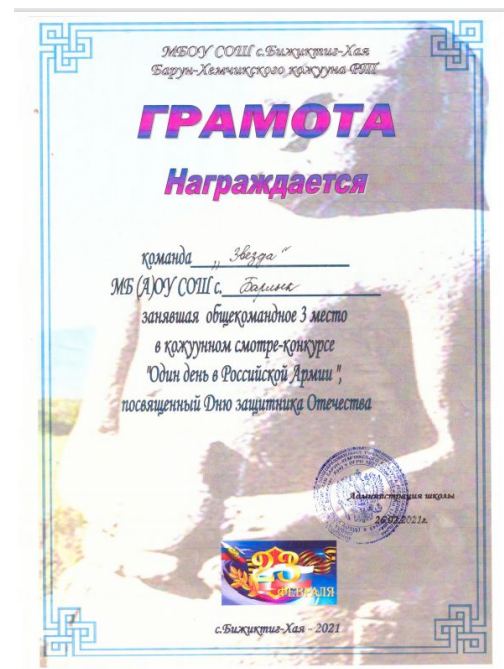 МБОУ СОШ с.Бижиктиг-Хая
Барун-Хемчикского кожууна РТ
ГРАМОТА
Награждается
команда „Звезда“
МБ (А)ОУ СОШ с. Барлык
занявшая общекомандное 3 место
в кожуунном смотре-конкурсе
"Один день в Российской Армии",
посвященный Дню защитника Отечества
Администрация школы
26.02.2021г.
23
ФЕВРАЛЯ
с.Бижиктиг-Хая - 2021